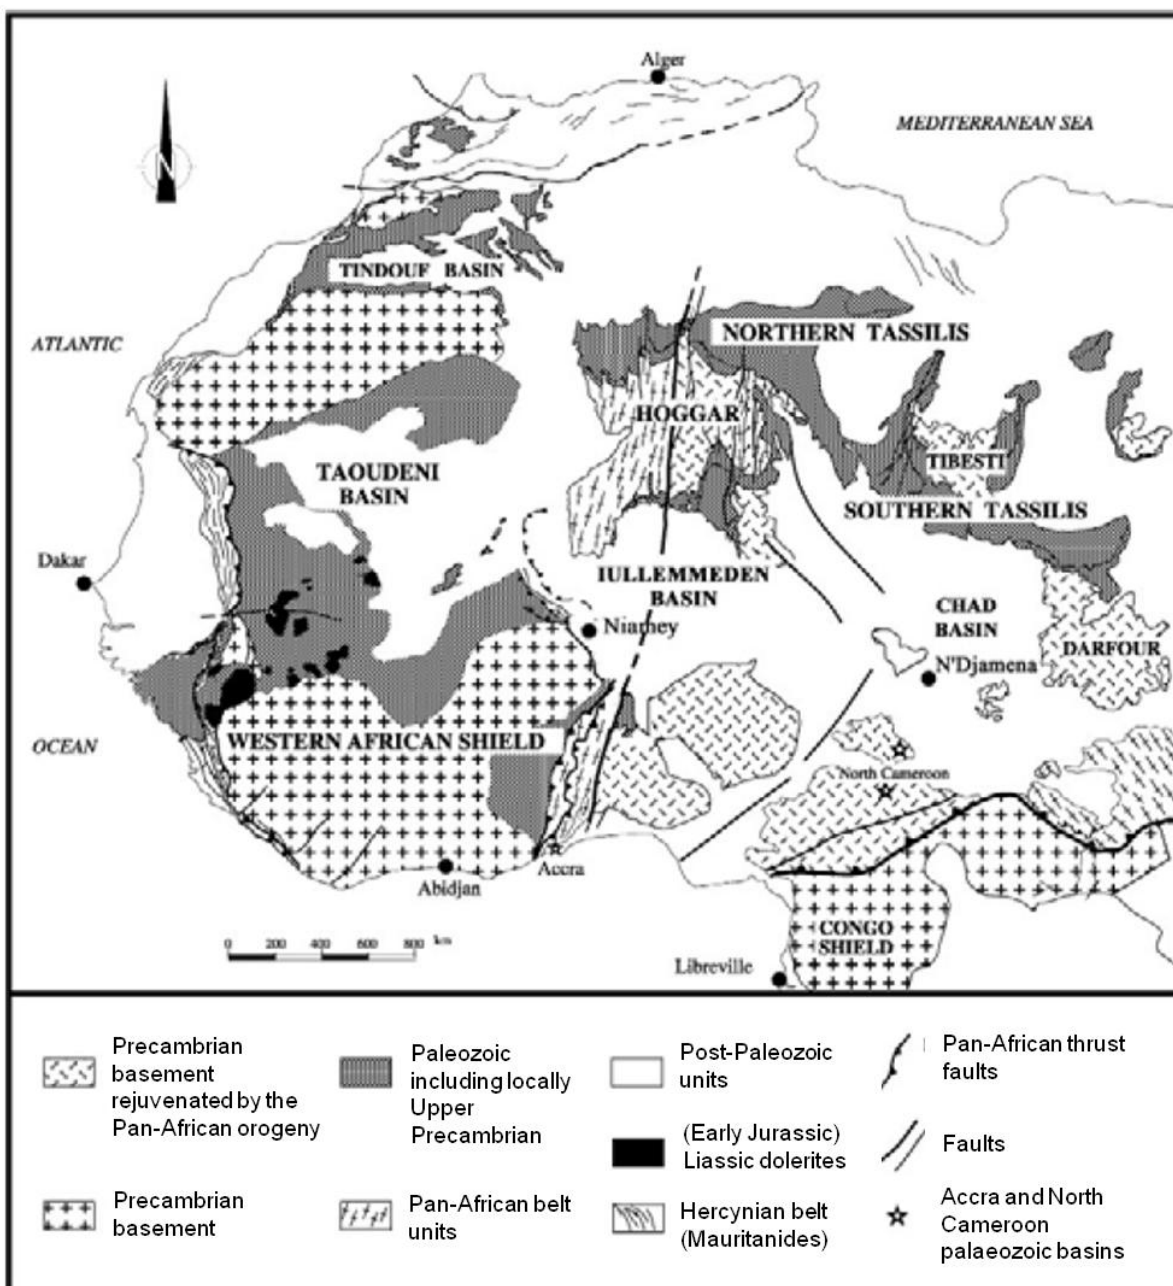 Alger
MEDITERRANEAN SEA
N
TINDOUF BASIN
ATLANTIC
NORTHERN TASSILIS
HOGGAR
TAOUDENI
BASIN
TIBESTI
SOUTHERN TASSILIS
Dakar
IULLEMMEDEN
BASIN
CHAD
BASIN
Niamey
DARFOUR
N'Djamena
OCEAN
WESTERN AFRICAN SHIELD
North Cameroon
Accra
Abidjan
CONGO
SHIELD
0 200 400 600 800 km
Libreville
Precambrian
basement
rejuvenated by the
Pan-African orogeny
Paleozoic
including locally
Upper
Precambrian
Post-Paleozoic
units
Pan-African thrust
faults
(Early Jurassic)
Liassic dolerites
Faults
Precambrian
basement
Pan-African belt
units
Hercynian belt
(Mauritanides)
Accra and North
Cameroon
palaeozoic basins